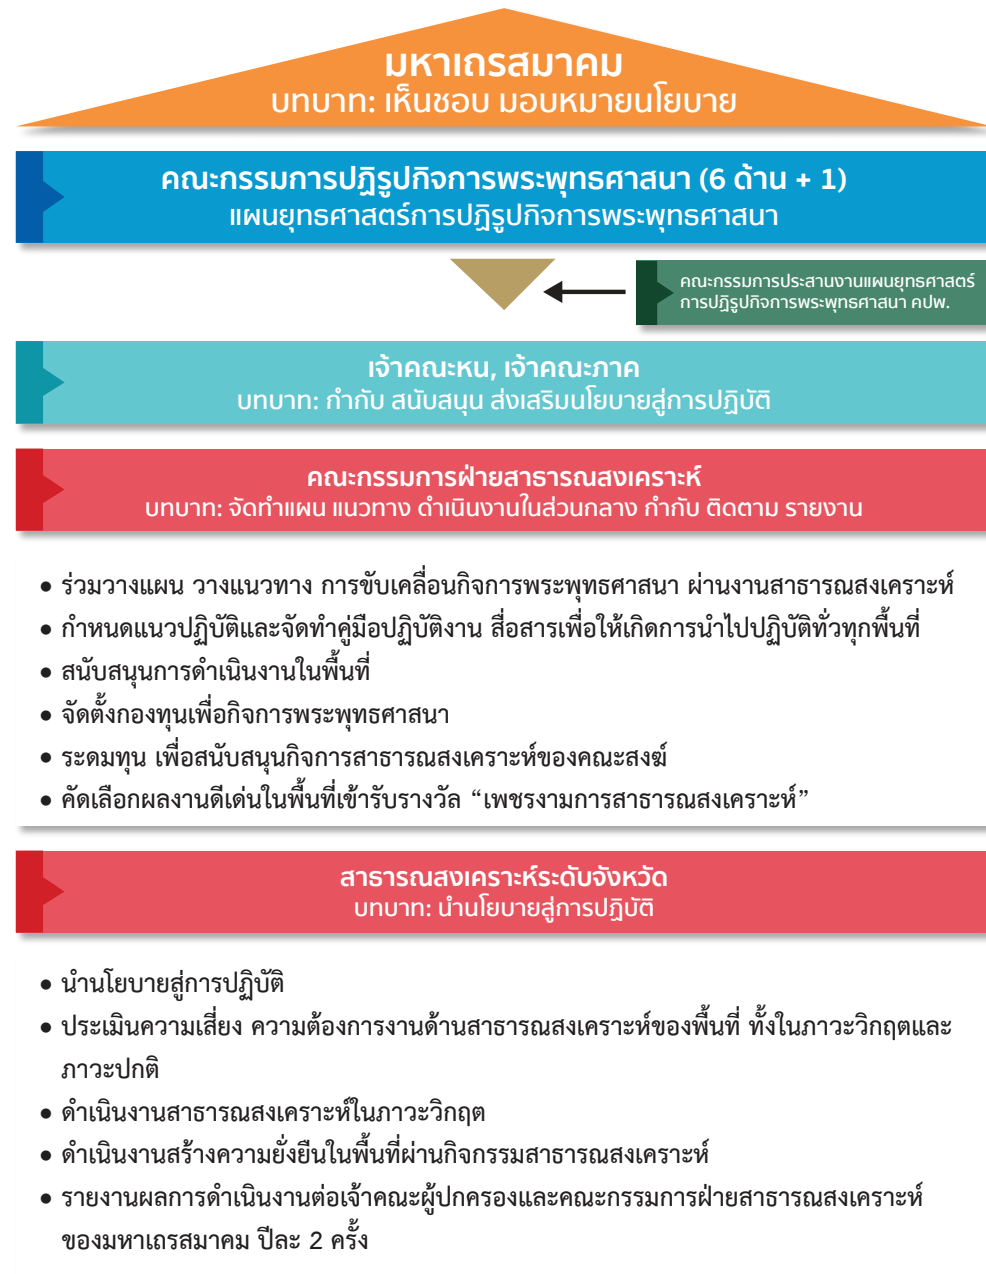 มหาเถรสมาคม
บทบาท: เห็นชอบ มอบหมายนโยบาย
คณะกรรมการปฏิรูปกิจการพระพุทธศาสนา (6 ด้าน + 1)
แผนยุทธศาสตร์การปฏิรูปกิจการพระพุทธศาสนา
คณะกรรมการประสานงานแผนยุทธศาสตร์
การปฏิรูปกิจการพระพุทธศาสนา คปพ.
เจ้าคณะหน, เจ้าคณะภาค
บทบาท: กำกับ สนับสนุน ส่งเสริมนโยบายสู่การปฏิบัติ
คณะกรรมการฝ่ายสาธารณสงเคราะห์
บทบาท: จัดทำแผน แนวทาง ดำเนินงานในส่วนกลาง กำกับ ติดตาม รายงาน
● ร่วมวางแผน วางแนวทาง การขับเคลื่อนกิจการพระพุทธศาสนา ผ่านงานสาธารณสงเคราะห์
● กำหนดแนวปฏิบัติและจัดทำคู่มือปฏิบัติงาน สื่อสารเพื่อให้เกิดการนำไปปฏิบัติทั่วทุกพื้นที่
● สนับสนุนการดำเนินงานในพื้นที่
● จัดตั้งกองทุนเพื่อกิจการพระพุทธศาสนา
● ระดมทุน เพื่อสนับสนุนกิจการสาธารณสงเคราะห์ของคณะสงฆ์
● คัดเลือกผลงานดีเด่นในพื้นที่เข้ารับรางวัล “เพชรงามการสาธารณสงเคราะห์”
สาธารณสงเคราะห์ระดับจังหวัด
บทบาท: นำนโยบายสู่การปฏิบัติ
● นำนโยบายสู่การปฏิบัติ
● ประเมินความเสี่ยง ความต้องการงานด้านสาธารณสงเคราะห์ของพื้นที่ ทั้งในภาวะวิกฤตและ
ภาวะปกติ
● ดำเนินงานสาธารณสงเคราะห์ในภาวะวิกฤต
● ดำเนินงานสร้างความยั่งยืนในพื้นที่ผ่านกิจกรรมสาธารณสงเคราะห์
● รายงานผลการดำเนินงานต่อเจ้าคณะผู้ปกครองและคณะกรรมการฝ่ายสาธารณสงเคราะห์
ของมหาเถรสมาคม ปีละ 2 ครั้ง